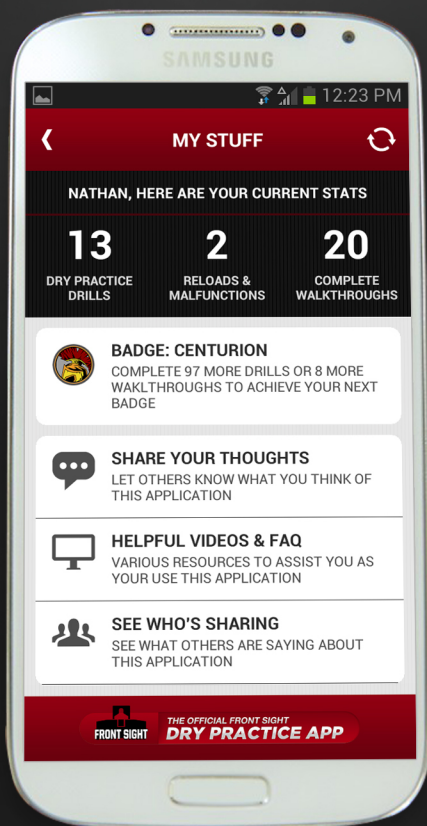 SAMSUNG
12:23 PM
MY STUFF
NATHAN, HERE ARE YOUR CURRENT STATS
13 2 20
DRY PRACTICE RELOADS & COMPLETE
DRILLS MALFUNCTIONS WALKTHROUGHS
BADGE: CENTURION
COMPLETE 97 MORE DRILLS OR 8 MORE
WAKLTHROUGHS TO ACHIEVE YOUR NEXT
BADGE
SHARE YOUR THOUGHTS
LET OTHERS KNOW WHAT YOU THINK OF
THIS APPLICATION
HELPFUL VIDEOS & FAQ
VARIOUS RESOURCES TO ASSIST YOU AS
YOUR USE THIS APPLICATION
SEE WHO'S SHARING
SEE WHAT OTHERS ARE SAYING ABOUT
THIS APPLICATION
THE OFFICIAL FRONT SIGHT
FRONT SIGHT DRY PRACTICE APP